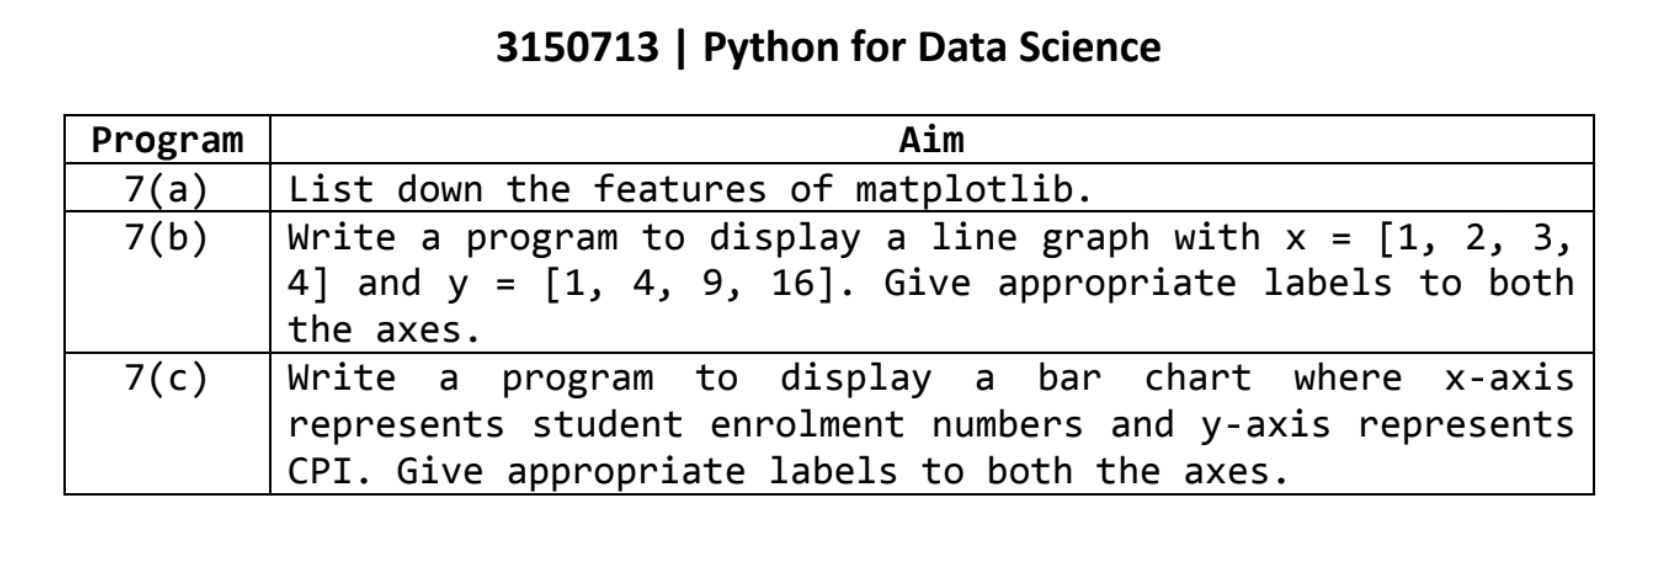 3150713 | Python for Data Science
Program Aim
7(a) List down the features of matplotlib.
7(b) Write a program to display a line graph with x = [1, 2, 3,
4] and y = [1, 4, 9, 16]. Give appropriate labels to both
the axes.
7(c) Write a program to display a bar chart where x-axis
represents student enrolment numbers and y-axis represents
CPI. Give appropriate labels to both the axes.